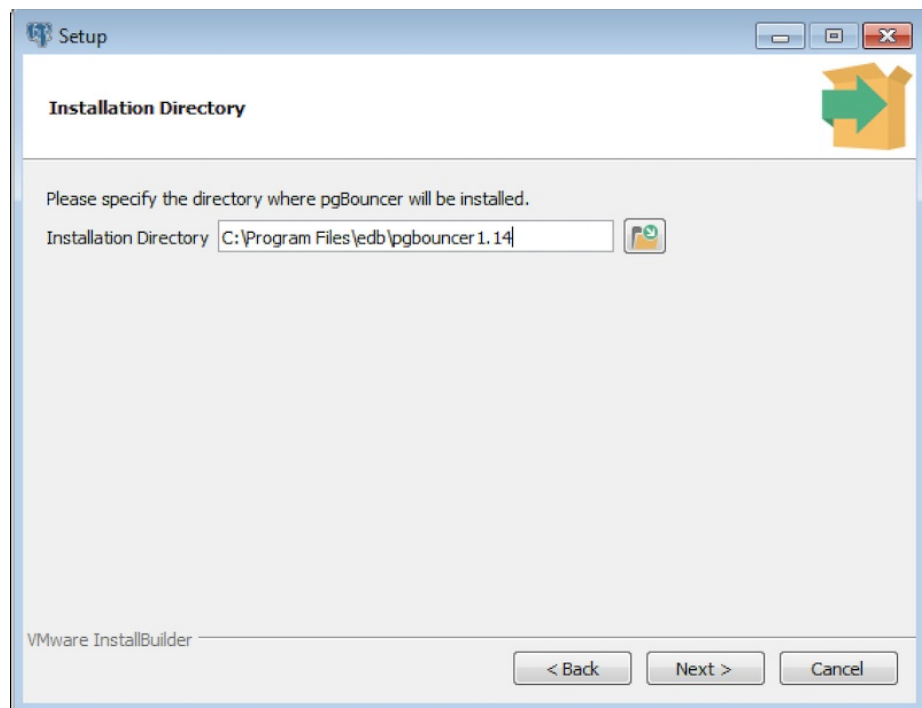 Setup
Installation Directory
Please specify the directory where pgBouncer will be installed.
Installation Directory C:\Program Files\edb\pgbouncer1.14
VMware InstallBuilder
< Back Next > Cancel